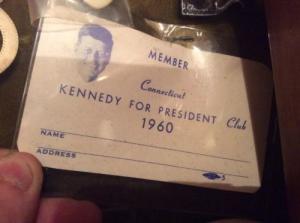 MEMBER
Connecticut
KENNEDY FOR PRESIDENT Club
1960
NAME
ADDRESS